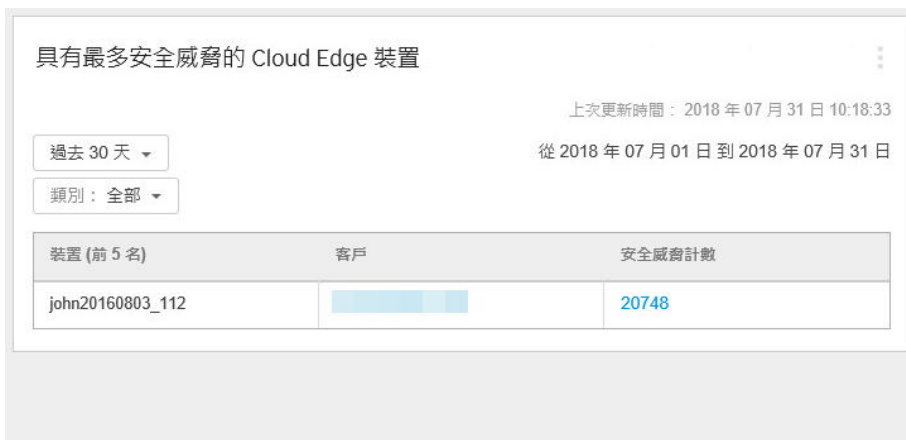 具有最多安全威脅的 Cloud Edge 裝置
上次更新時間： 2018 年 07 月 31 日 10:18:33
過去 30 天
從 2018 年 07 月 01 日 到 2018 年 07 月 31 日
類別： 全部
裝置 (前 5 名) 客戶 安全威脅計數
john20160803_112 20748